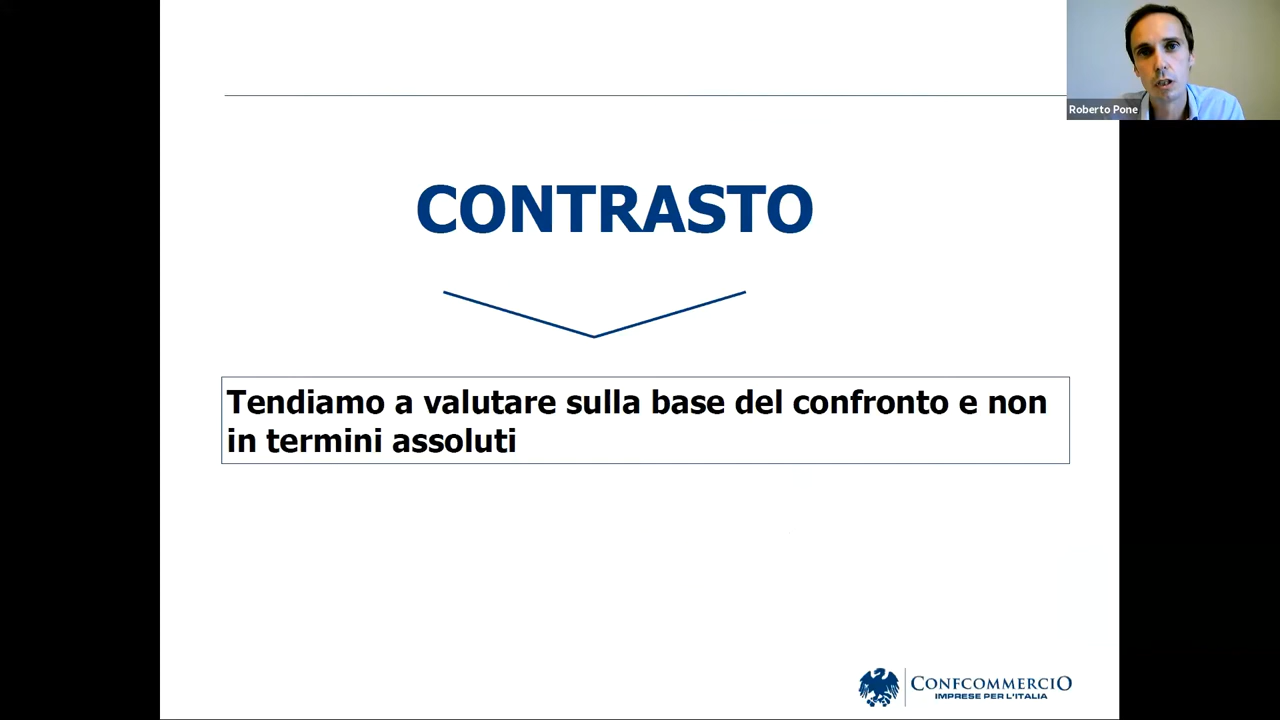 Roberto Pone
CONTRASTO
Tendiamo a valutare sulla base del confronto e non
in termini assoluti
CONFCOMMERCIO
IMPRESE PER L'ITALIA